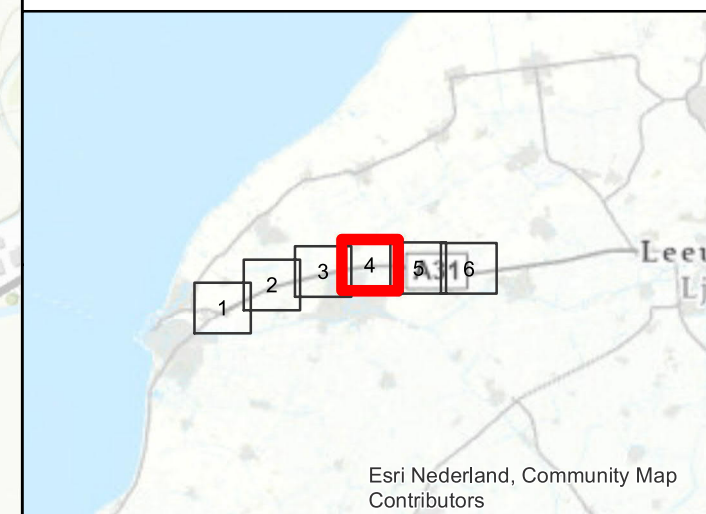 1
2
3
4
5
A31
6
Leeu
Lj
Esri Nederland, Community Map
Contributors